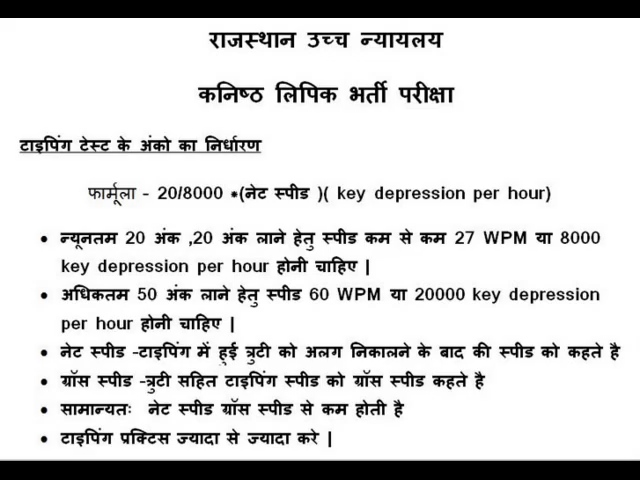 राजस्थान उच्च न्यायलय
कनिष्ठ लिपिक भर्ती परीक्षा
टाइपिंग टेस्ट के अंको का निर्धारण
फार्मूला - 20/8000 *(नेट स्पीड )( key depression per hour)
• न्यूनतम 20 अंक ,20 अंक लाने हेतु स्पीड कम से कम 27 WPM या 8000
key depression per hour होनी चाहिए |
• अधिकतम 50 अंक लाने हेतु स्पीड 60 WPM या 20000 key depression
per hour होनी चाहिए |
• नेट स्पीड -टाइपिंग में हुई त्रुटी को अलग निकालने के बाद की स्पीड को कहते है
• ग्रॉस स्पीड -त्रुटी सहित टाइपिंग स्पीड को ग्रॉस स्पीड कहते है
• सामान्यतः नेट स्पीड ग्रॉस स्पीड से कम होती है
• टाइपिंग प्रक्टिस ज्यादा से ज्यादा करे |